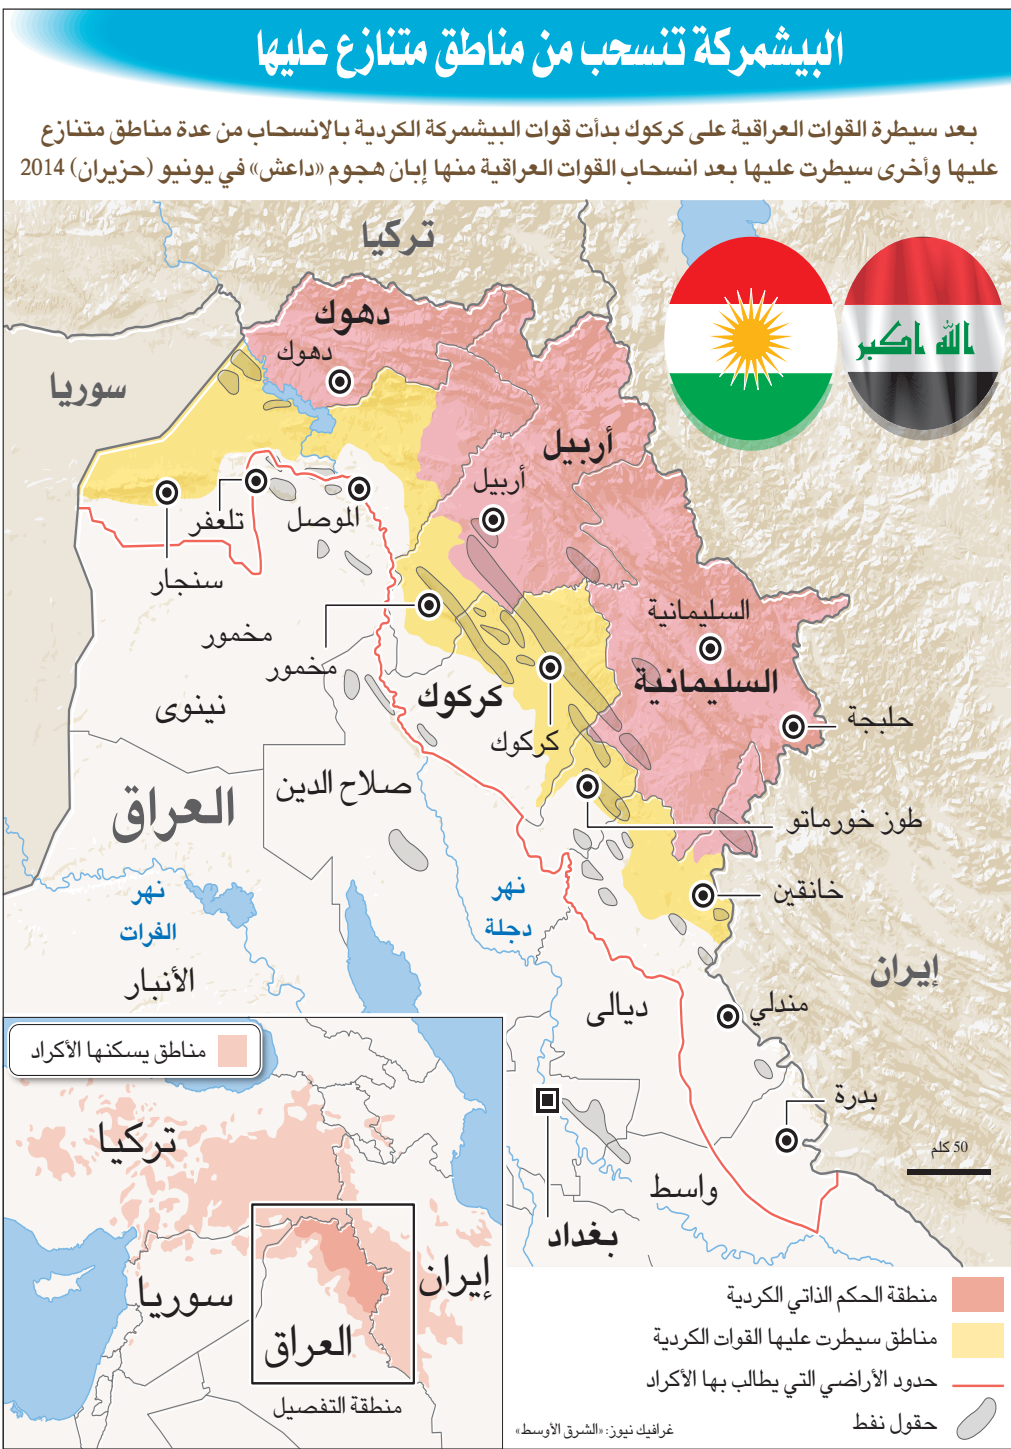 البيشمركة تنسحب من مناطق متنازع عليها
بعد سيطرة القوات العراقية على كركوك بدأت قوات البيشمركة الكردية بالانسحاب من عدة مناطق متنازع
عليها وأخرى سيطرت عليها بعد انسحاب القوات العراقية منها إبان هجوم «داعش» في يونيو (حزيران) 2014
تركيا
الله اكبر
دهوك
دهوك
سوريا
أربيل
أربيل
الموصل
تلعفر
سنجار
السليمانية
مخمور
مخمور
السليمانية
كركوك
نينوى
حلبجة
كركوك
صلاح الدين
العراق
طوز خورماتو
نهر
الفرات
نهر
دجلة
خانقين
إيران
الأنبار
ديالى
مندلي
بدرة
50 كلم
واسط
بغداد
مناطق يسكنها الأكراد
تركيا
إيران
سوريا
العراق
منطقة التفصيل
منطقة الحكم الذاتي الكردية
مناطق سيطرت عليها القوات الكردية
حدود الأراضي التي يطالب بها الأكراد
حقول نفط
غرافيك نيوز: «الشرق الأوسط»